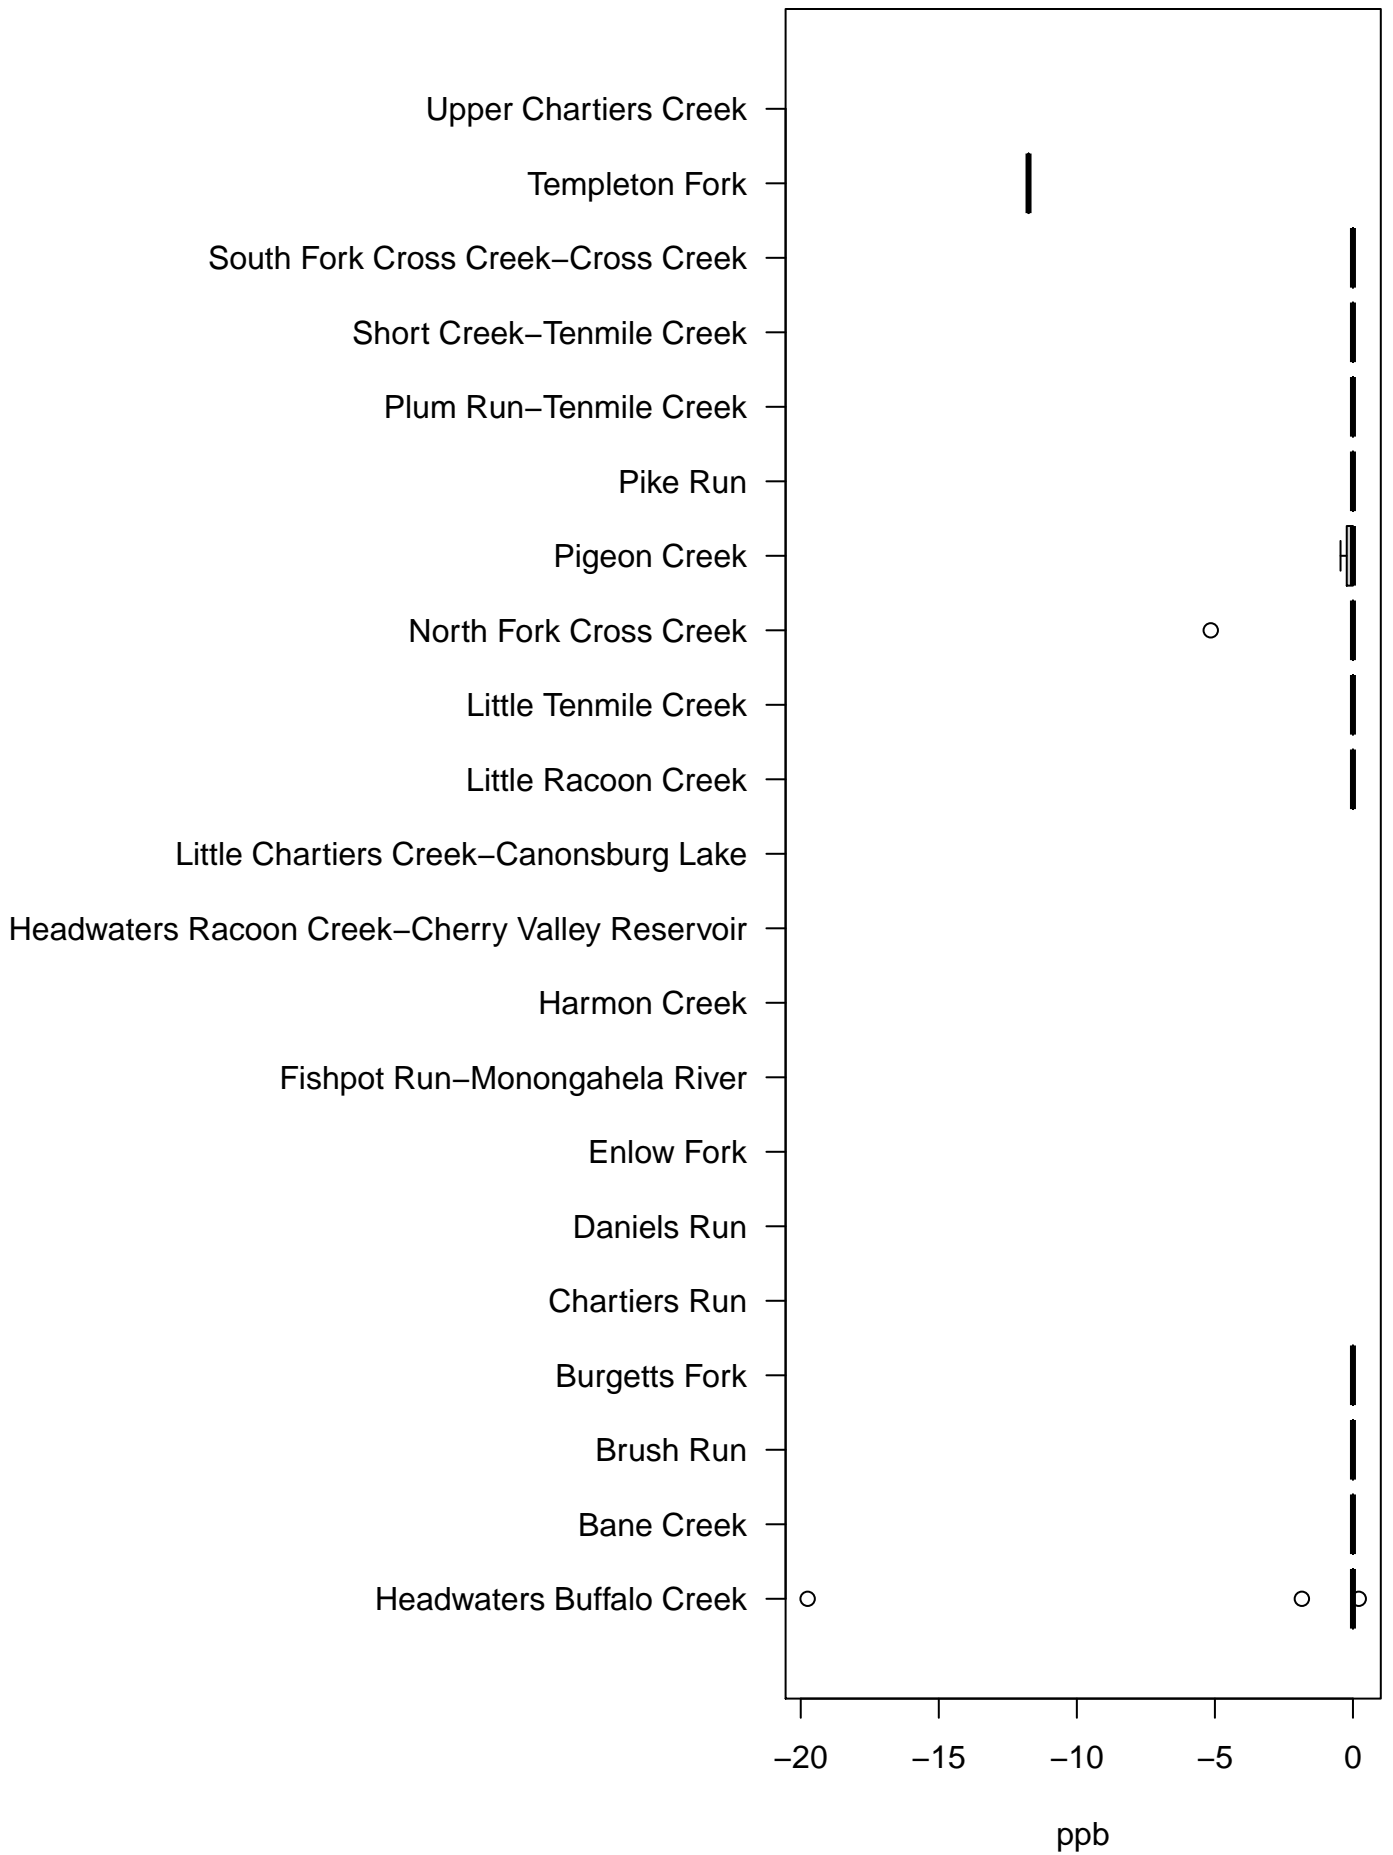 Upper Chartiers Creek
Templeton Fork
South Fork Cross Creek−Cross Creek
Short Creek−Tenmile Creek
Plum Run−Tenmile Creek
Pike Run
Pigeon Creek
North Fork Cross Creek
Little Tenmile Creek
Little Racoon Creek
Little Chartiers Creek−Canonsburg Lake
Headwaters Racoon Creek−Cherry Valley Reservoir
Harmon Creek
Fishpot Run−Monongahela River
Enlow Fork
Daniels Run
Chartiers Run
Burgetts Fork
Brush Run
Bane Creek
Headwaters Buffalo Creek
−20 −15 −10 −5 0
ppb